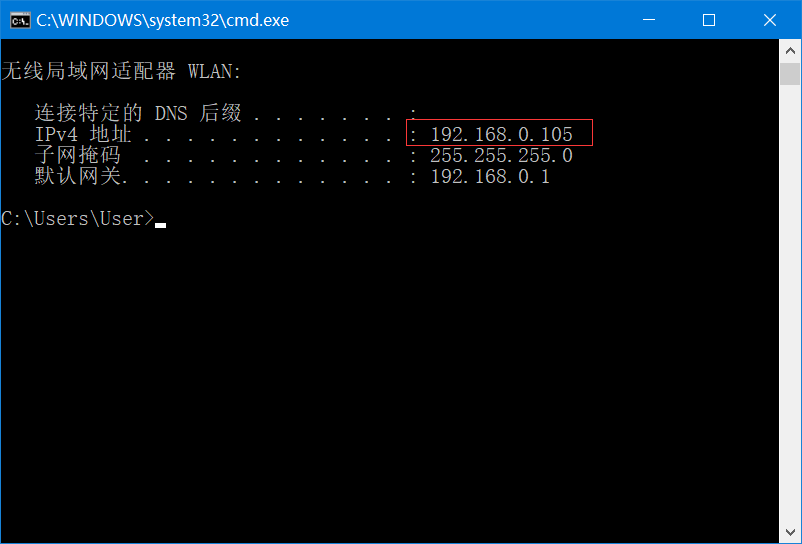 C:\WINDOWS\system32\cmd.exe
无线局域网适配器 WLAN:
连接特定的 DNS 后缀 . . . . . . . :
IPv4 地址 . . . . . . . . . . . . : 192.168.0.105
子网掩码  . . . . . . . . . . . . : 255.255.255.0
默认网关. . . . . . . . . . . . . : 192.168.0.1
C:\Users\User>